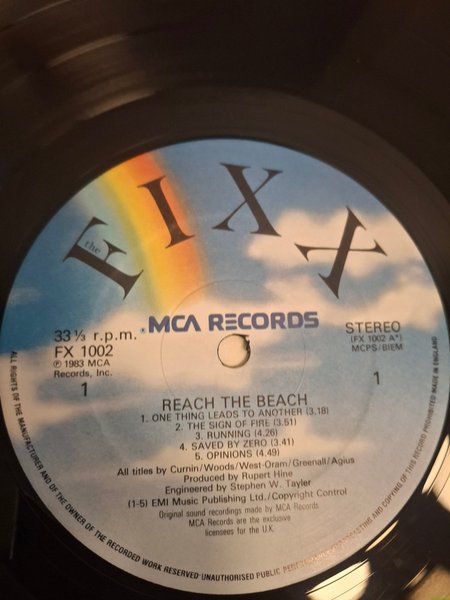 the FIXX
MCA RECORDS
33⅓ r.p.m.
FX 1002
℗ 1983 MCA
Records, Inc.
1
STEREO
(FX 1002 A*)
MCPS/BIEM
1
REACH THE BEACH
1. ONE THING LEADS TO ANOTHER (3.18)
2. THE SIGN OF FIRE (3.51)
3. RUNNING (4.26)
4. SAVED BY ZERO (3.41)
5. OPINIONS (4.49)
All titles by Curnin/Woods/West-Oram/Greenall/Agius
Produced by Rupert Hine
Engineered by Stephen W. Taylor
(1-5) EMI Music Publishing Ltd./Copyright Control
Original sound recordings made by MCA Records
MCA Records are the exclusive
licensees for the U.K.
ALL RIGHTS OF THE MANUFACTURER AND OF THE OWNER OF THE RECORDED WORK RESERVED UNAUTHORISED PUBLIC AND COPYING OF THIS RECORD PROHIBITED MADE IN ENGLAND